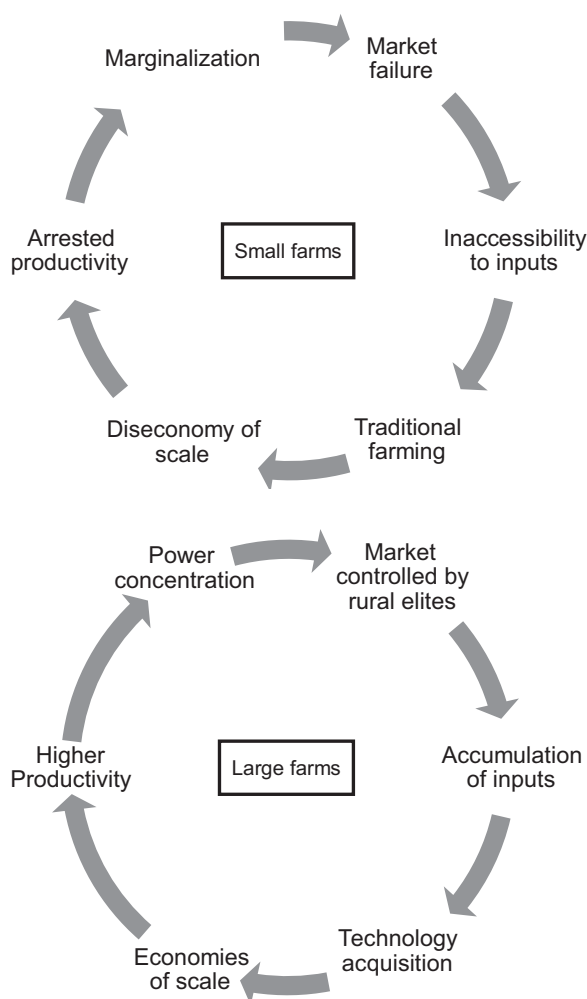 Marginalization
Market
failure
Inaccessibility
to inputs
Traditional
farming
Diseconomy of
scale
Arrested
productivity
Small farms
Power
concentration
Market
controlled by
rural elites
Accumulation
of inputs
Technology
acquisition
Economies
of scale
Higher
Productivity
Large farms